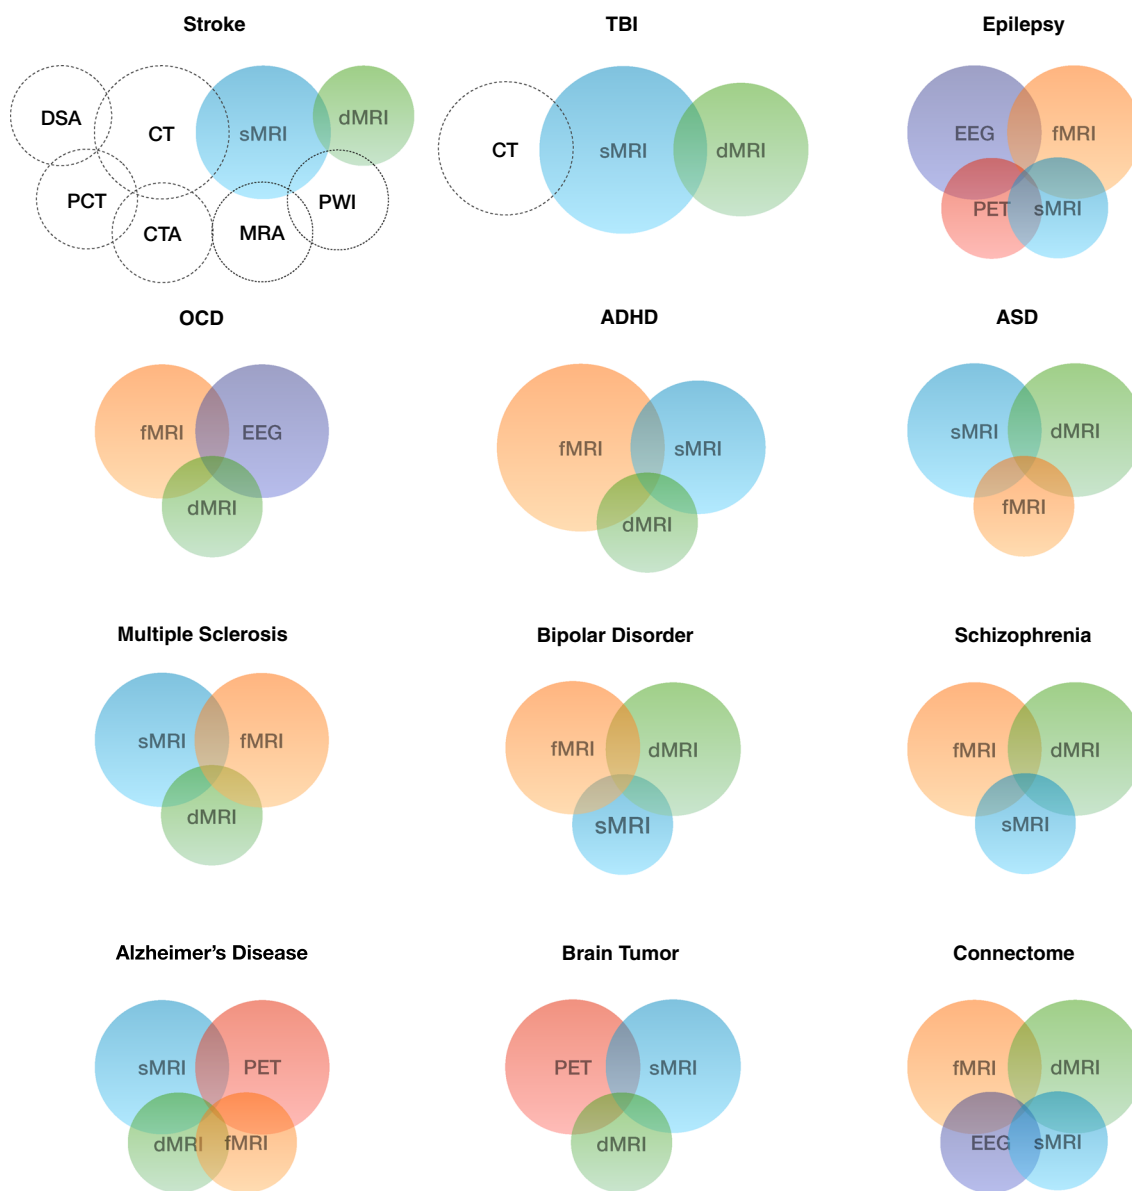 Stroke
TBI
Epilepsy
DSA
CT
sMRI
dMRI
PCT
CTA
MRA
PWI
CT
sMRI
dMRI
EEG
fMRI
PET
sMRI
OCD
ADHD
ASD
fMRI
EEG
dMRI
fMRI
sMRI
dMRI
sMRI
dMRI
fMRI
Multiple Sclerosis
Bipolar Disorder
Schizophrenia
sMRI
fMRI
dMRI
fMRI
dMRI
sMRI
fMRI
dMRI
sMRI
Alzheimer’s Disease
Brain Tumor
Connectome
sMRI
PET
dMRI
fMRI
PET
sMRI
dMRI
fMRI
dMRI
EEG
sMRI